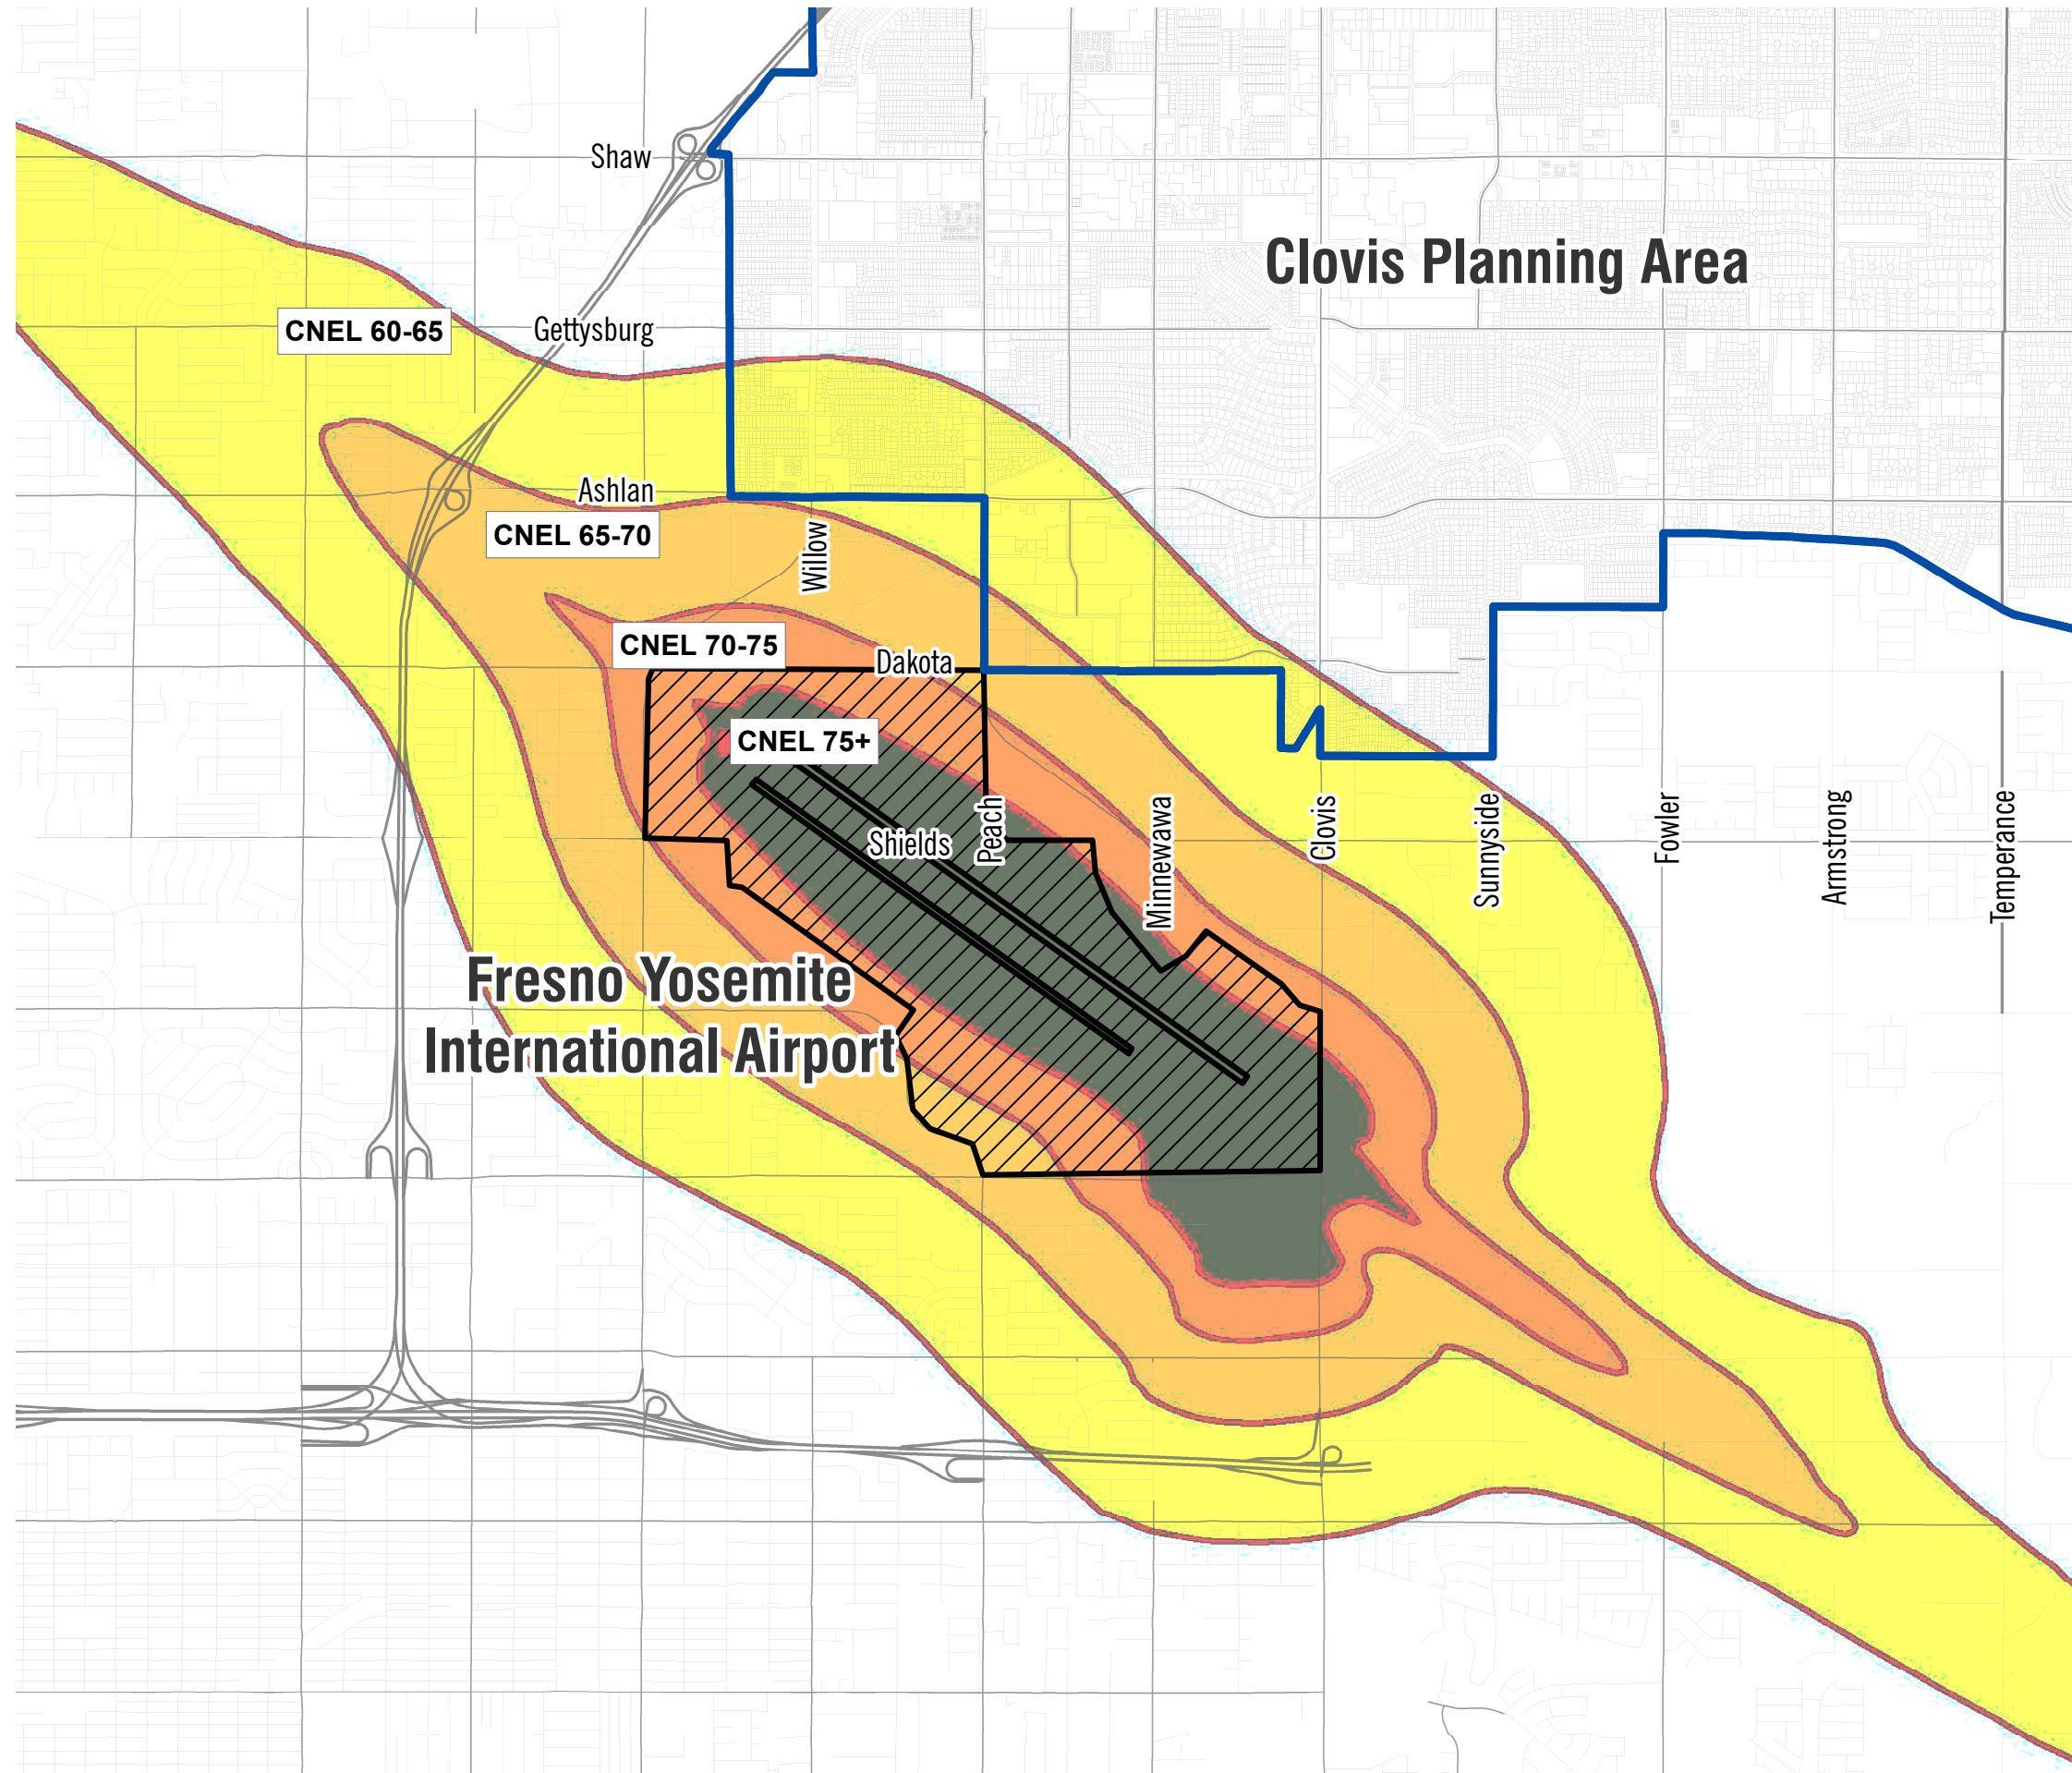 Shaw
Clovis Planning Area
CNEL 60-65
Gettysburg
Ashlan
CNEL 65-70
Willow
CNEL 70-75
Dakota
CNEL 75+
Shields
Peach
Minnewawa
Clovis
Sunnyside
Fowler
Armstrong
Temperance
Fresno Yosemite
International Airport